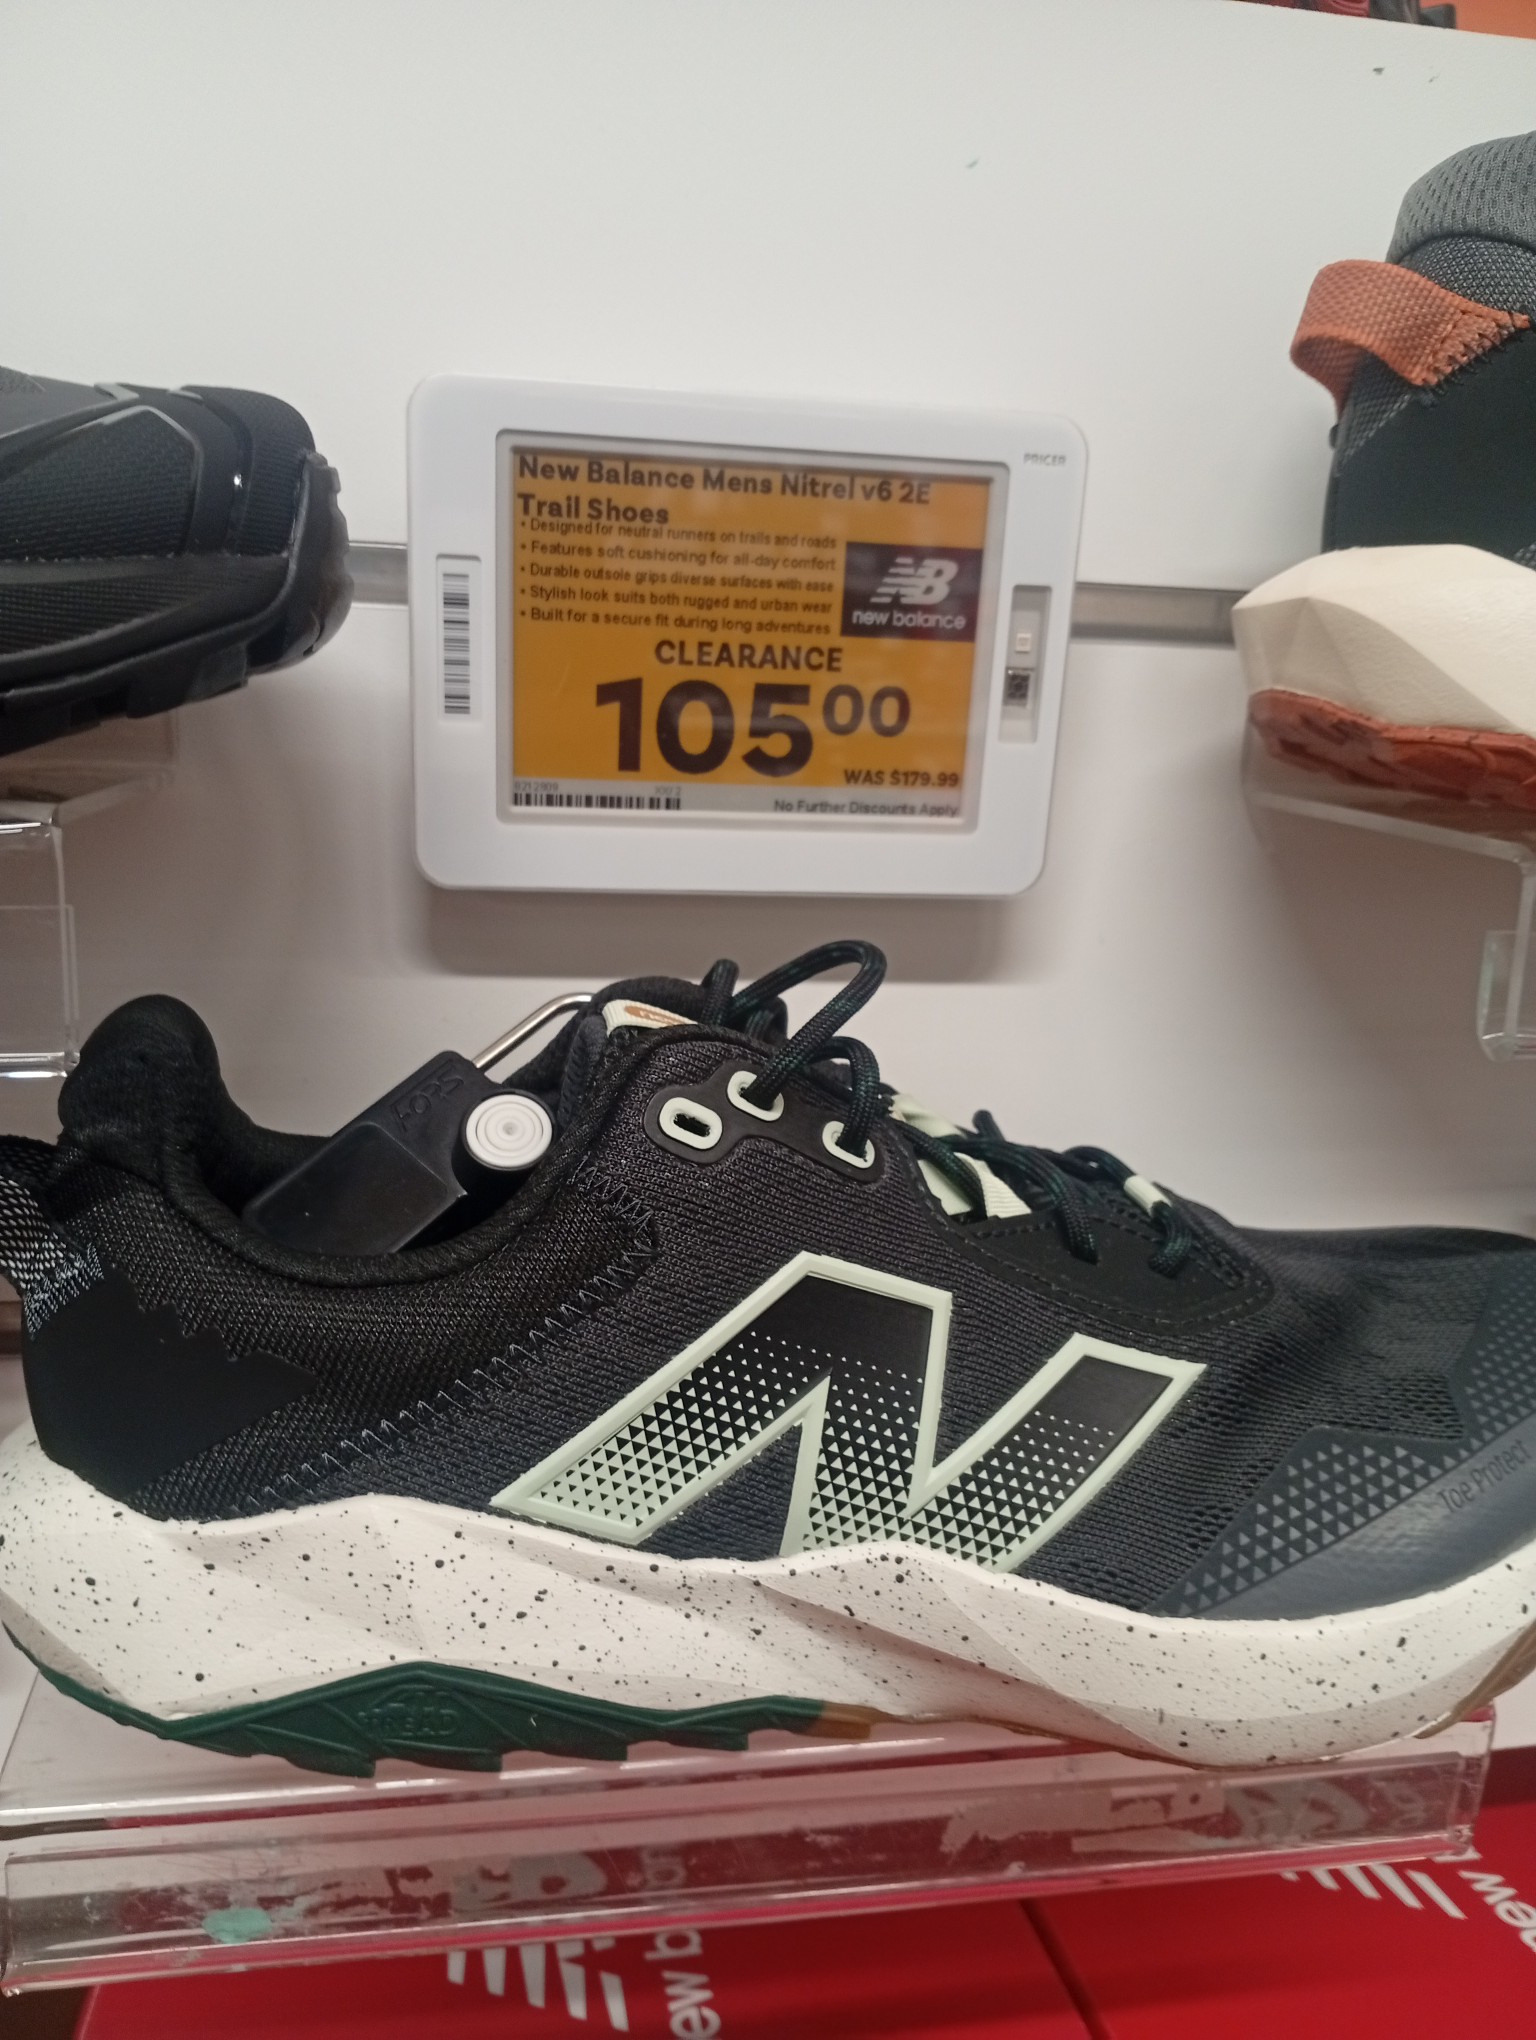 PRICER
New Balance Mens Nitrel v6 2E
Trail Shoes
• Designed for neutral runners on trails and roads
• Features soft cushioning for all-day comfort
• Durable outsole grips diverse surfaces with ease
• Stylish look suits both rugged and urban wear
• Built for a secure fit during long adventures
new balance
CLEARANCE
105 00
WAS $179.99
9212909
No Further Discounts Apply
Toe Protect